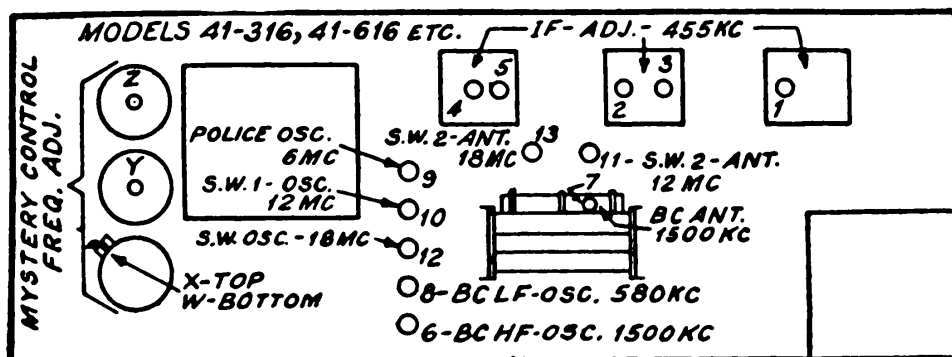 MODELS 41-316, 41-616 ETC.
IF-ADJ.- 455KC
MYSTERY CONTROL
FREQ. ADJ.
Z
Y
X-TOP
W-BOTTOM
4
5
2
3
1
POLICE OSC.
6MC
9
S.W.1-OSC.
12MC
10
S.W.OSC.-18MC
12
S.W.2-ANT.
18MC
13
11-S.W.2-ANT.
12 MC
7
BC ANT.
1500KC
8-BC LF-OSC. 580KC
6-BC HF-OSC. 1500KC